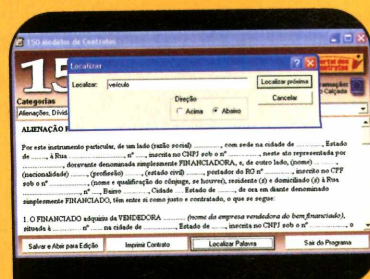 150 Modelos de Contratos
15
Localizar
Localizar: veículo
Localizar próxima
Cancelar
Direção
Acima Abaixo
Categorias
Alienações, Dívid
ALIENAÇÃO F
Por este instrumento particular, de um lado (razão social) ........, com sede na cidade de ........, Estado
de ......, à Rua ........, nº ....., inscrita no CNPJ sob o nº ........, neste ato representada por
........, doravante denominada simplesmente FINANCIADORA, e, de outro lado, (nome) ........
(nacionalidade) ........, (profissão) ........, (estado civil) ........, portador do RG nº ........, inscrito no CPF
sob o nº ........, (nome e qualificação do cônjuge, se houver), residente (s) e domiciliado (s) à Rua
........ nº ....., Bairro ........, Cidade .... Estado de ........, de ora em diante denominado
simplesmente FINANCIADO, têm entre si como justo e contratado, o que se segue:
1. O FINANCIADO adquiriu da VENDEDORA ........ (nome da empresa vendedora do bem financiado),
situada à ........ nº ..... na cidade de ........, Estado de ........, inscrita no CNPJ sob o nº ........, o
Salvar e Abrir para Edição
Imprimir Contrato
Localizar Palavra
Sair do Programa